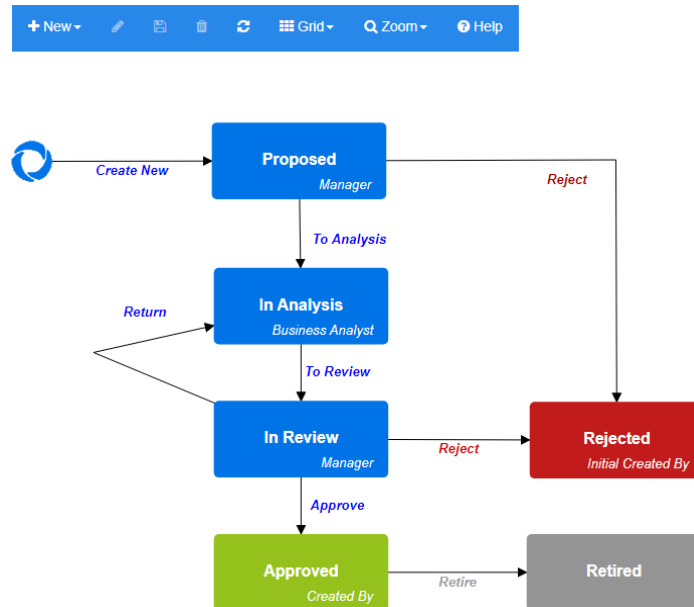 New
Grid
Zoom
Help
Proposed
Manager
Create New
Reject
To Analysis
In Analysis
Business Analyst
Return
To Review
In Review
Manager
Reject
Rejected
Initial Created By
Approve
Approved
Created By
Retire
Retired